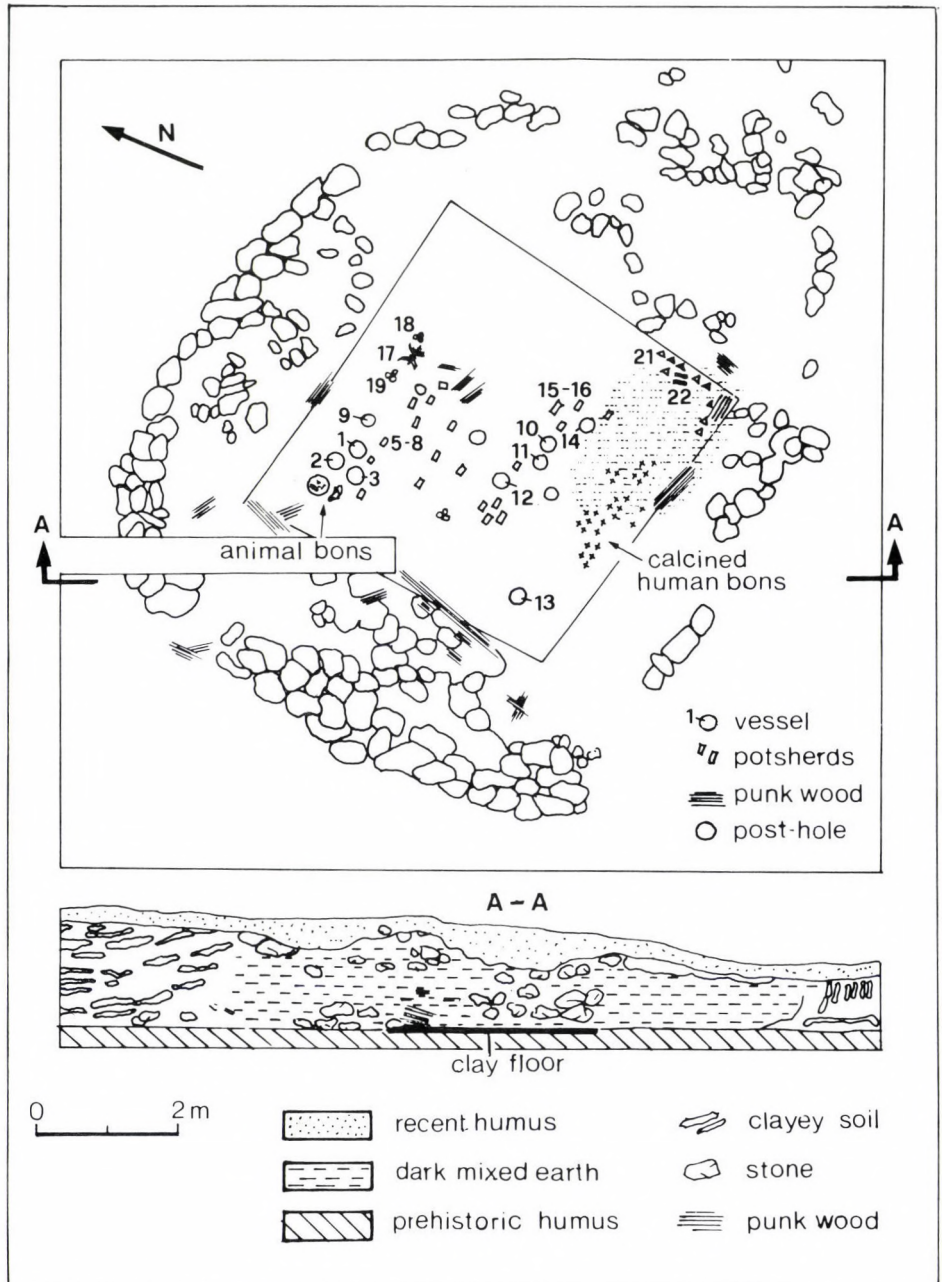 N
18
17
19
21
22
15-16
9
10
14
1
5-8
11
2
3
12
A
A
animal bons
calcined
human bons
13
1 vessel
potsherds
punk wood
post-hole
A-A
clay floor
0 2m
recent humus
clayey soil
dark mixed earth
stone
prehistoric humus
punk wood